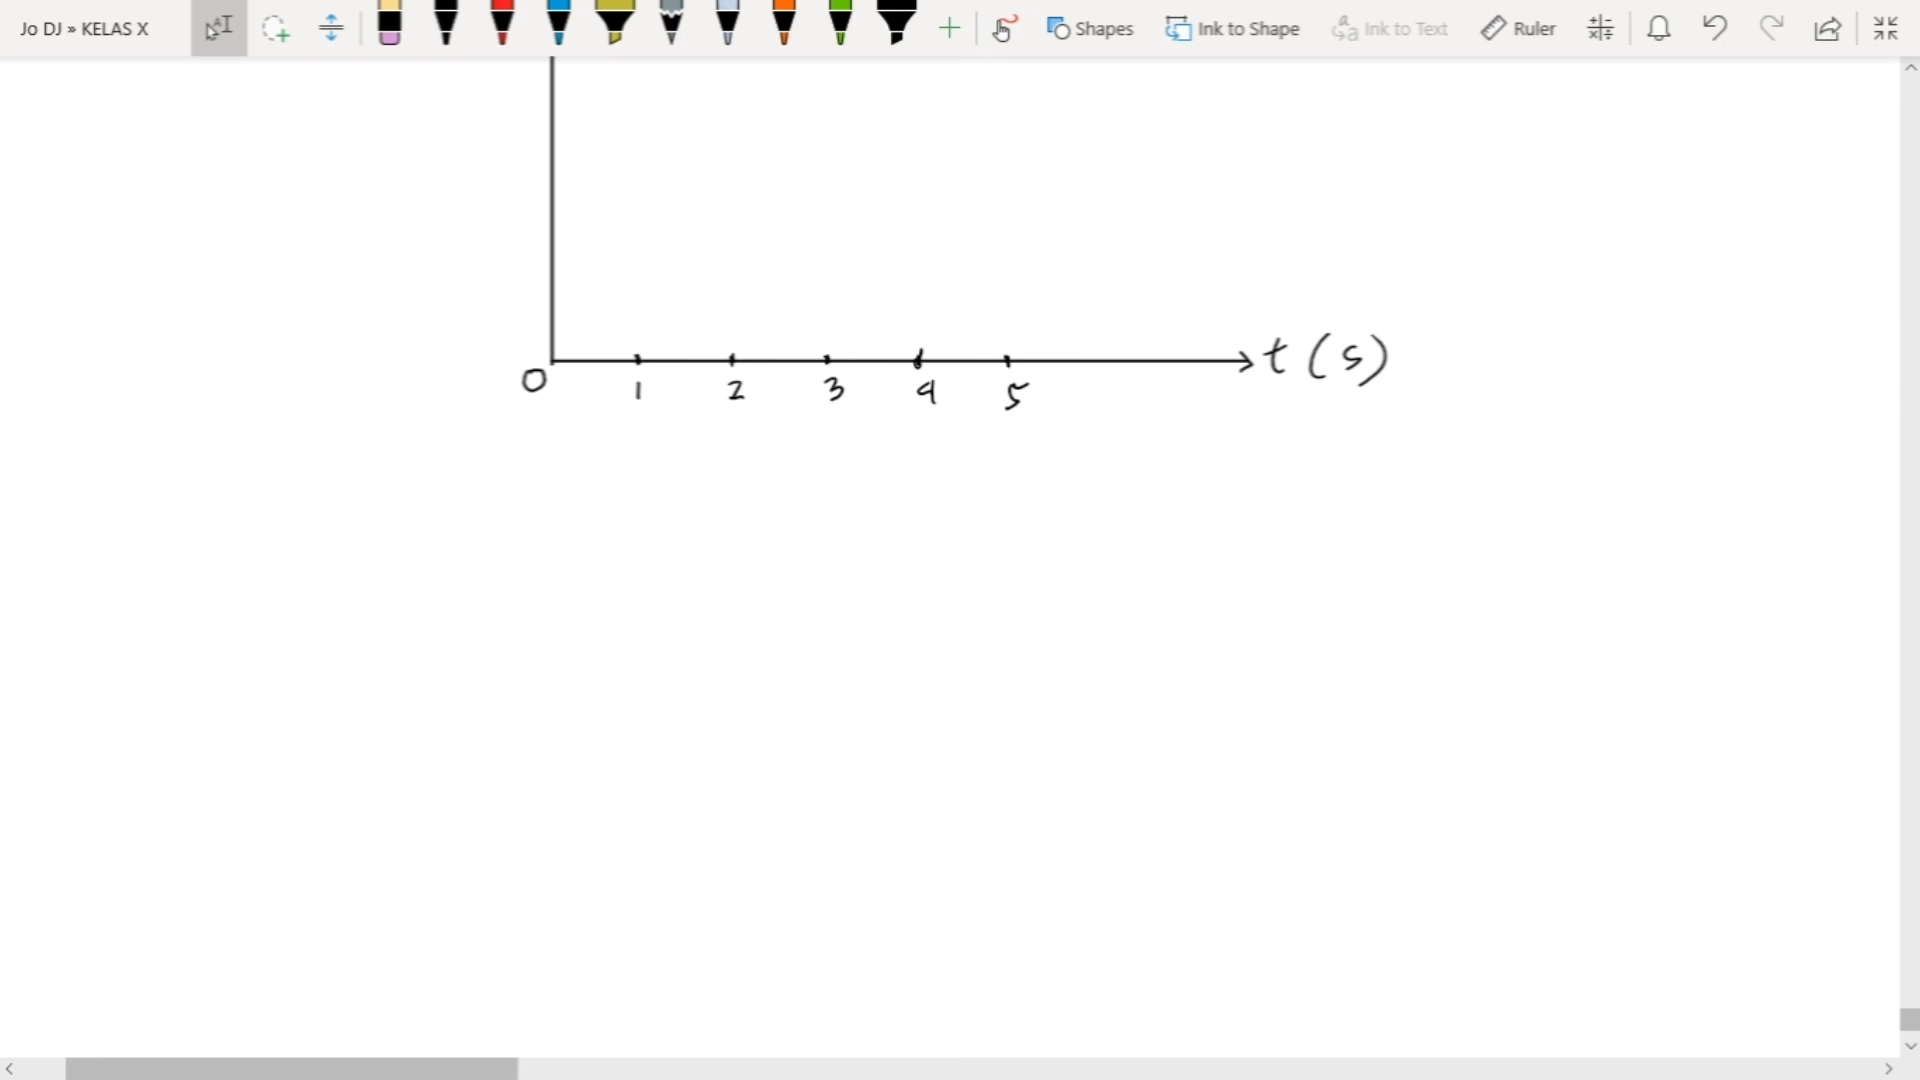 Jo DJ » KELAS X Shapes Ink to Shape Ink to Text Ruler
t (s)
0 1 2 3 4 5